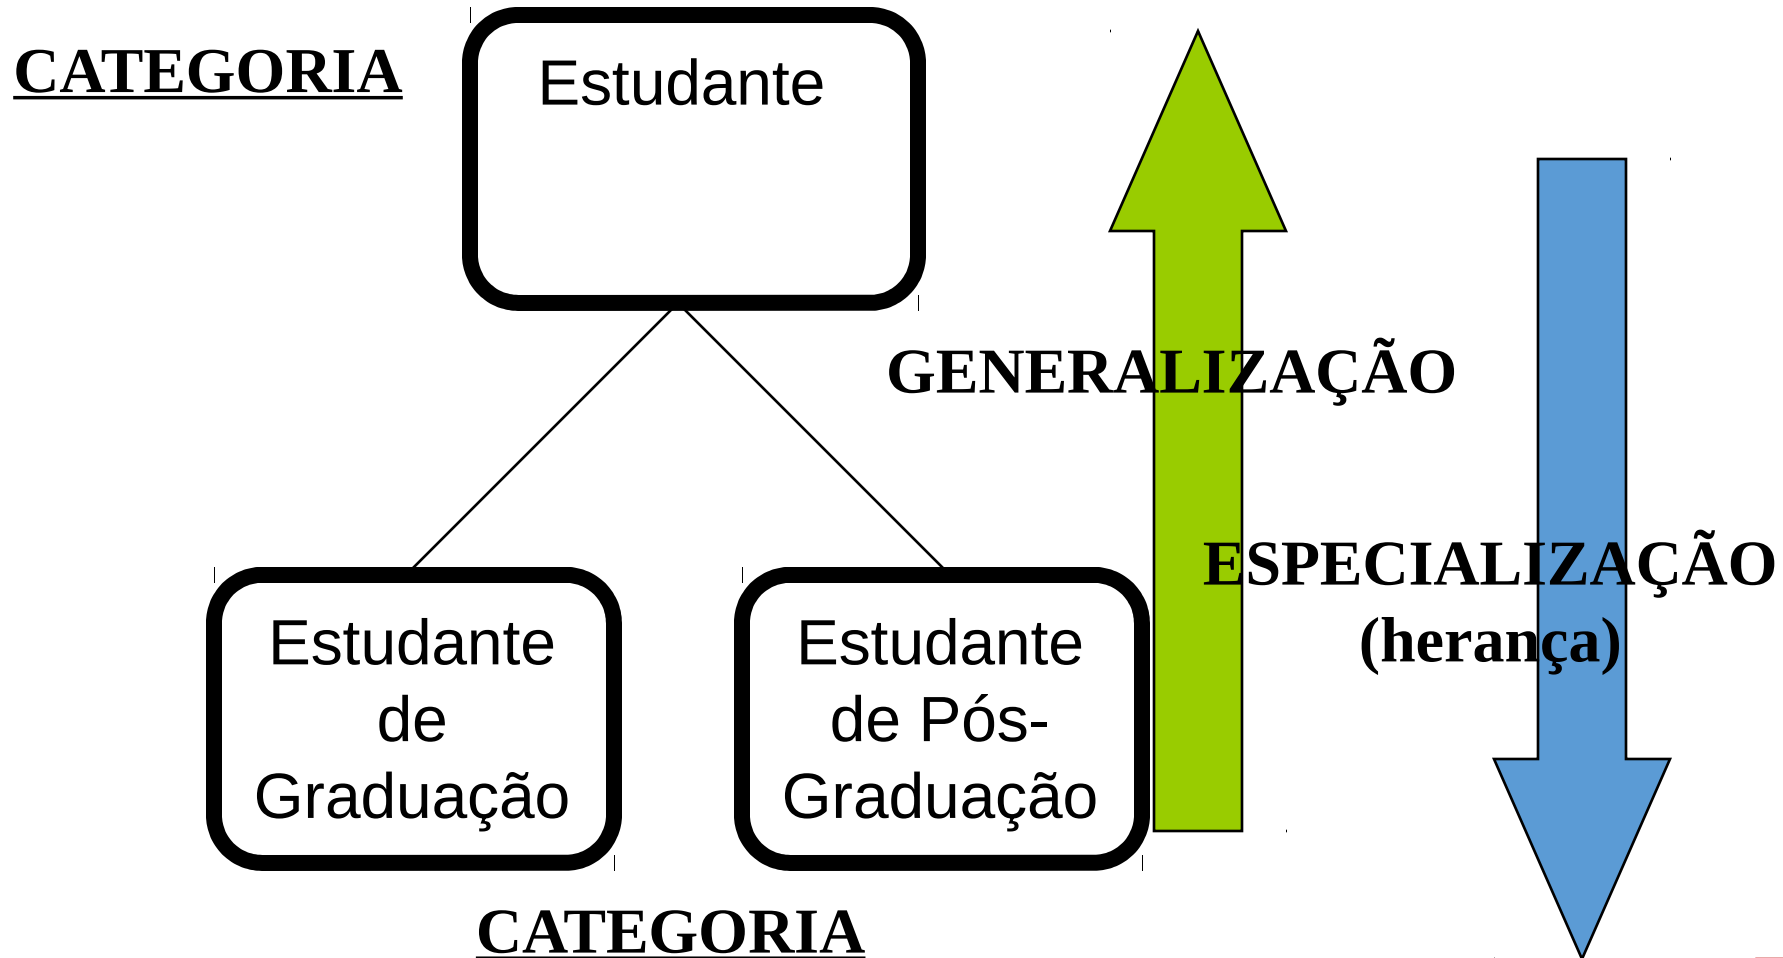 CATEGORIA
Estudante
GENERALIZAÇÃO
ESPECIALIZAÇÃO
(herança)
Estudante
de
Graduação
Estudante
de Pós-
Graduação
CATEGORIA